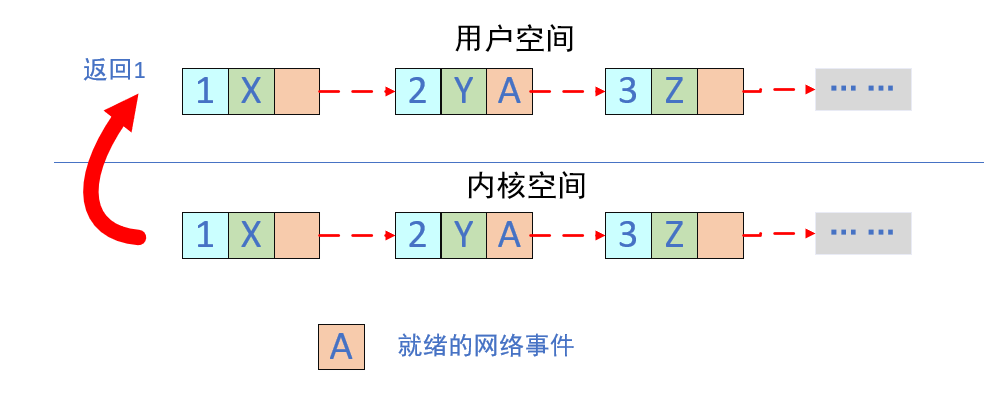 用户空间
返回1
1 X 2 Y A 3 Z …… 
内核空间
1 X 2 Y A 3 Z ……
A 就绪的网络事件